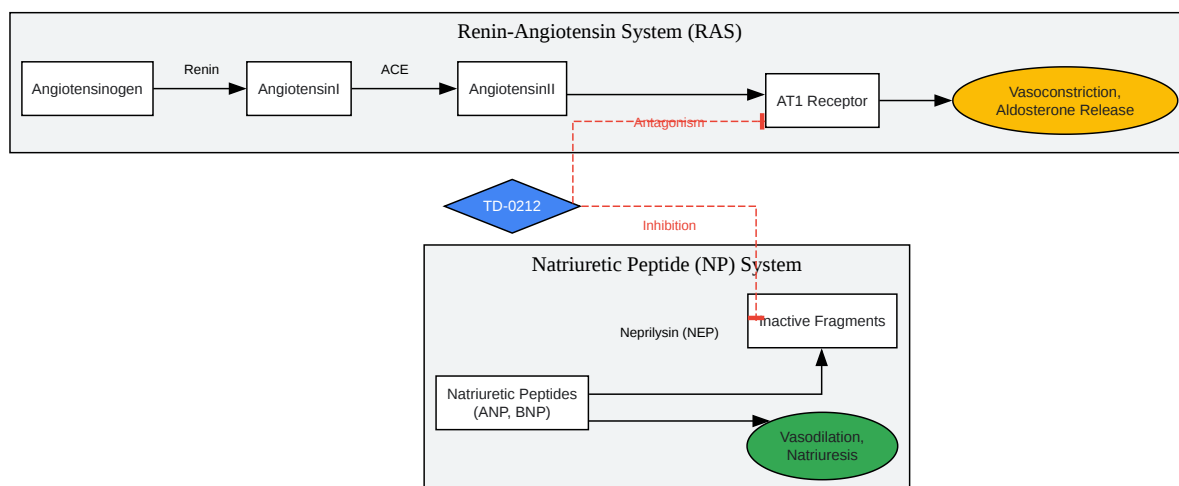 Renin-Angiotensin System (RAS)
Renin
ACE
Angiotensinogen
AngiotensinI
AngiotensinII
AT1 Receptor
Vasoconstriction,
Aldosterone Release
Antagonism
TD-0212
Inhibition
Natriuretic Peptide (NP) System
Inactive Fragments
Neprilysin (NEP)
Natriuretic Peptides
(ANP, BNP)
Vasodilation,
Natriuresis